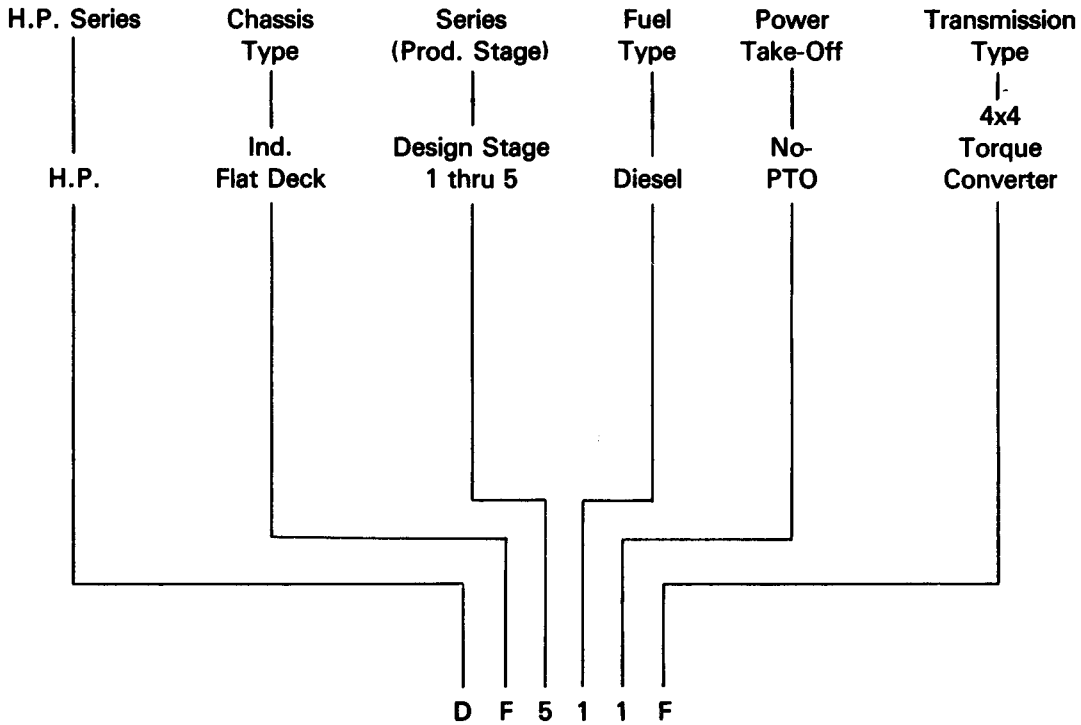 H.P. Series Chassis Type Series (Prod. Stage) Fuel Type Power Take-Off Transmission Type
H.P. Ind. Flat Deck Design Stage 1 thru 5 Diesel No-PTO 4x4 Torque Converter
D F 5 1 1 F